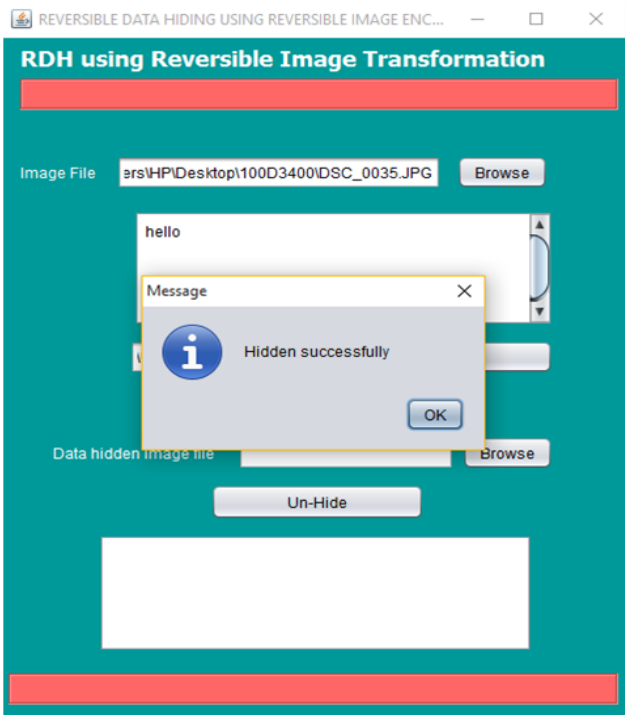 REVERSIBLE DATA HIDING USING REVERSIBLE IMAGE ENC...
RDH using Reversible Image Transformation
Image File ers\HP\Desktop\100D3400\DSC_0035.JPG Browse
hello
Message
Hidden successfully
OK
Data hidden image file Browse
Un-Hide